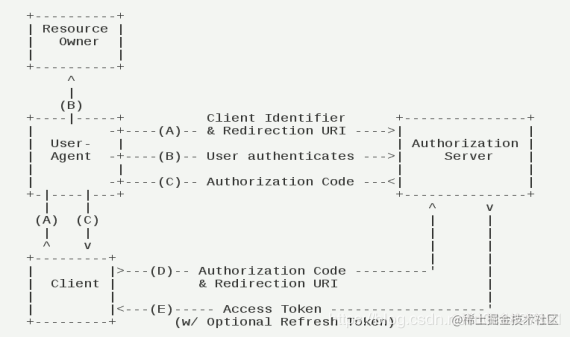 Resource
Owner
(B)
Client Identifier
(A) & Redirection URI
User-
Agent
(B) User authenticates
Authorization
Server
(C) Authorization Code
(A) (C)
(D) Authorization Code
Client & Redirection URI
(E) Access Token
(w/ Optional Refresh Token)
@稀土掘金技术社区